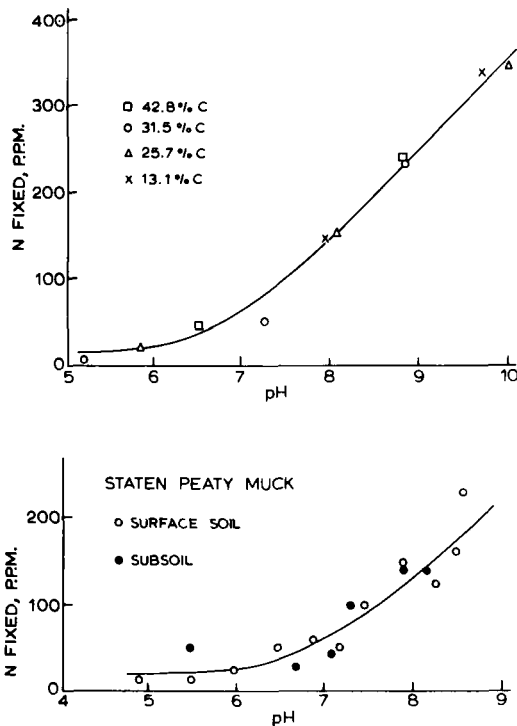 400
300
200
100
0
N FIXED, P.P.M.
□ 42.8 % C
○ 31.5 % C
△ 25.7 % C
x 13.1 % C
5 6 7 8 9 10
pH
STATEN PEATY MUCK
○ SURFACE SOIL
● SUBSOIL
200
100
00
N FIXED, P.P.M.
4 5 6 7 8 9
pH